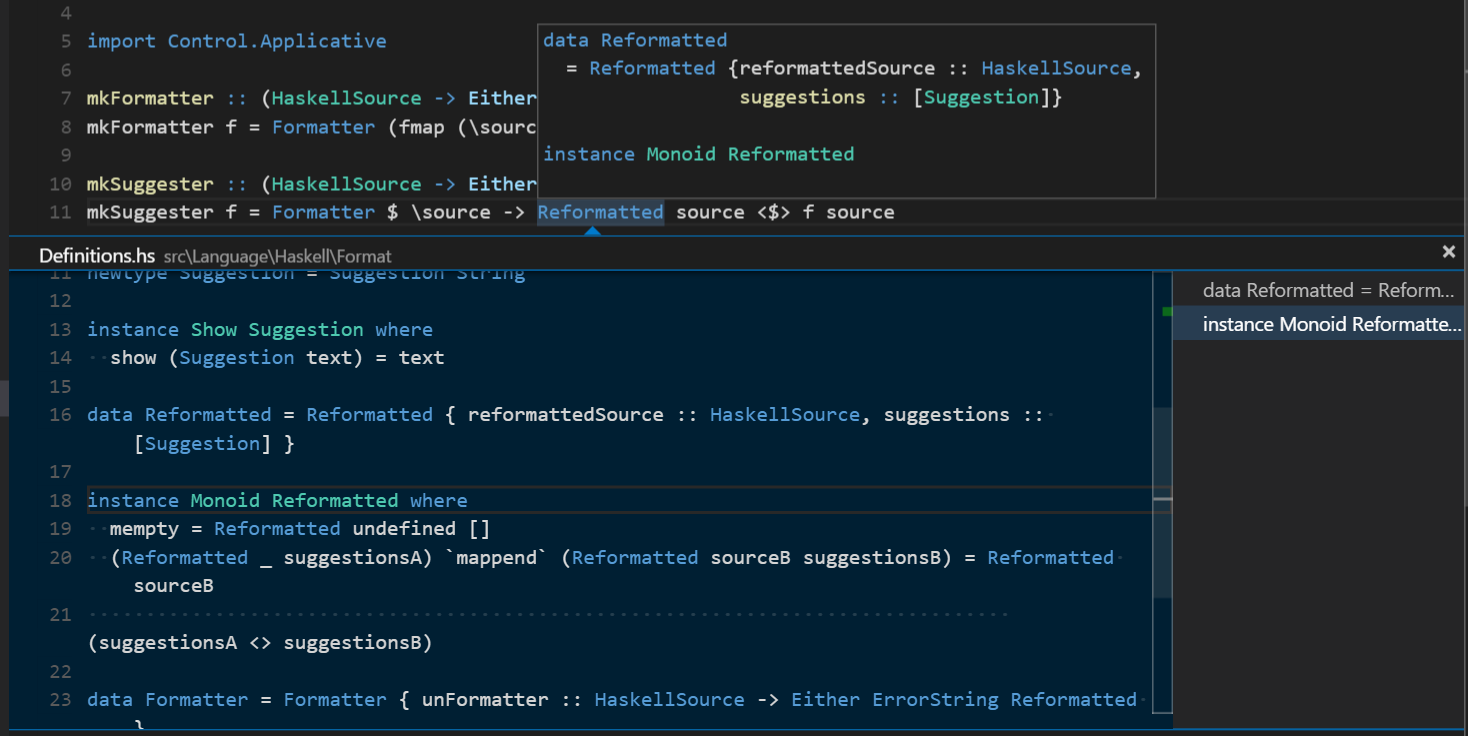 4
5 import Control.Applicative
6
7 mkFormatter :: (HaskellSource -> Either
8 mkFormatter f = Formatter (fmap (\sourc
9
10 mkSuggester :: (HaskellSource -> Either
11 mkSuggester f = Formatter $ \source -> Reformatted source <$> f source
data Reformatted
= Reformatted {reformattedSource :: HaskellSource,
suggestions :: [Suggestion]}
instance Monoid Reformatted
Definitions.hs src\Language\Haskell\Format
11 newtype Suggestion = Suggestion String
12
13 instance Show Suggestion where
14 show (Suggestion text) = text
15
16 data Reformatted = Reformatted { reformattedSource :: HaskellSource, suggestions ::
[Suggestion] }
17
18 instance Monoid Reformatted where
19 mempty = Reformatted undefined []
20 (Reformatted _ suggestionsA) `mappend` (Reformatted sourceB suggestionsB) = Reformatted
sourceB
21
(suggestionsA <> suggestionsB)
22
23 data Formatter = Formatter { unFormatter :: HaskellSource -> Either ErrorString Reformatted
}
data Reformatted = Reform...
instance Monoid Reformatte...